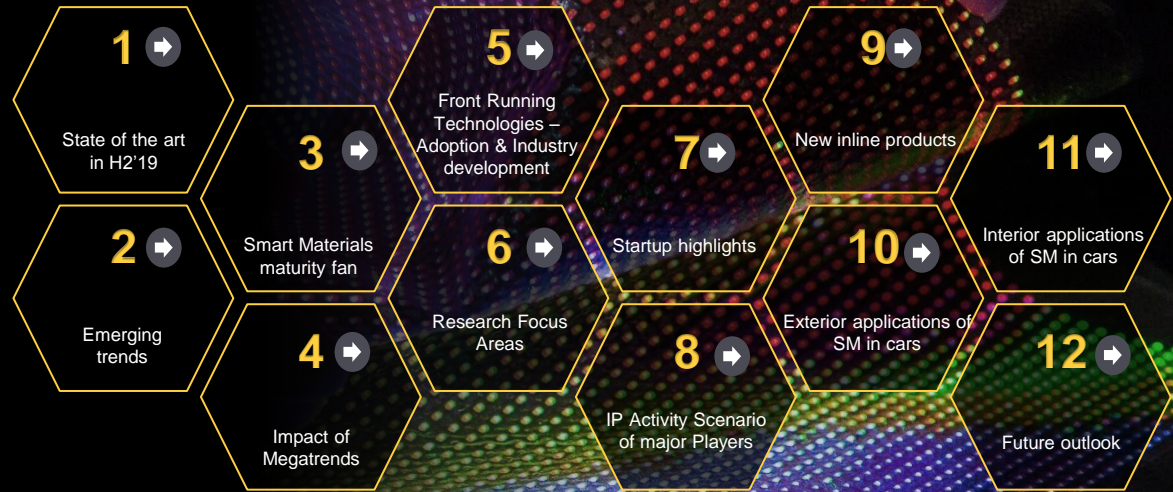 1
State of the art
in H2'19
2
Emerging
trends
3
Smart Materials
maturity fan
4
Impact of
Megatrends
5
Front Running
Technologies –
Adoption & Industry
development
6
Research Focus
Areas
7
Startup highlights
8
IP Activity Scenario
of major Players
9
New inline products
10
Exterior applications of
SM in cars
11
Interior applications
of SM in cars
12
Future outlook